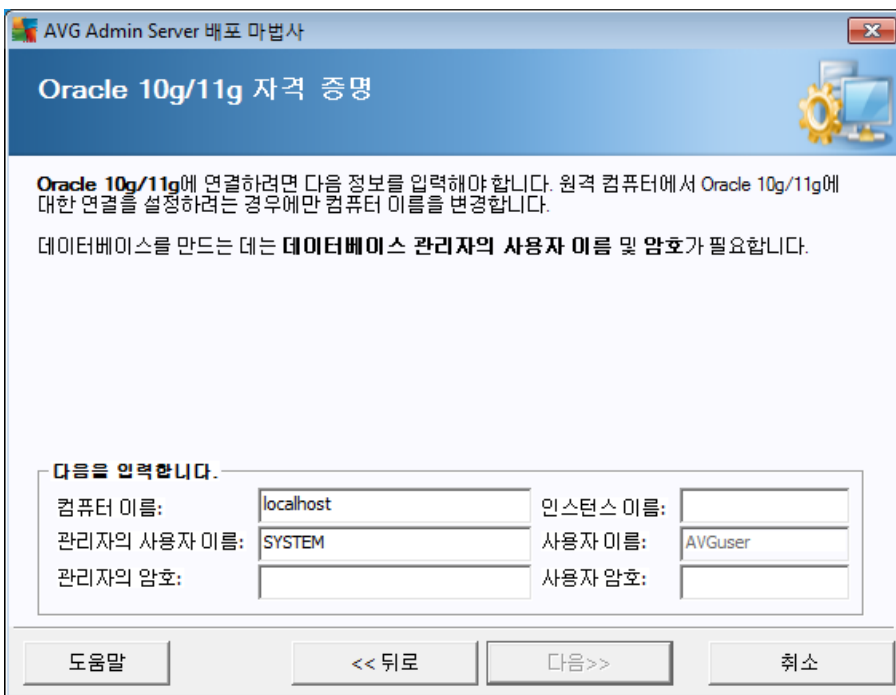 AVG Admin Server 배포 마법사
Oracle 10g/11g 자격 증명
Oracle 10g/11g에 연결하려면 다음 정보를 입력해야 합니다. 원격 컴퓨터에서 Oracle 10g/11g에
대한 연결을 설정하려는 경우에만 컴퓨터 이름을 변경합니다.
데이터베이스를 만드는 데는 데이터베이스 관리자의 사용자 이름 및 암호가 필요합니다.
다음을 입력합니다.
컴퓨터 이름: localhost 인스턴스 이름:
관리자의 사용자 이름: SYSTEM 사용자 이름: AVGuser
관리자의 암호: 사용자 암호:
도움말 << 뒤로 다음>> 취소